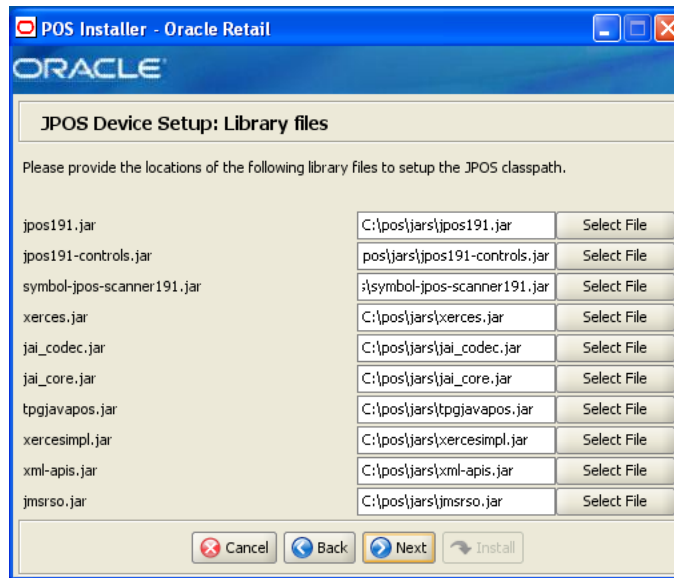 POS Installer - Oracle Retail
ORACLE
JPOS Device Setup: Library files
Please provide the locations of the following library files to setup the JPOS classpath.
jpos191.jar C:\pos\jars\jpos191.jar Select File
jpos191-controls.jar pos\jars\jpos191-controls.jar Select File
symbol-jpos-scanner191.jar \symbol-jpos-scanner191.jar Select File
xerces.jar C:\pos\jars\xerces.jar Select File
jai_codec.jar C:\pos\jars\jai_codec.jar Select File
jai_core.jar C:\pos\jars\jai_core.jar Select File
tpgjavapos.jar C:\pos\jars\tpgjavapos.jar Select File
xercesimpl.jar C:\pos\jars\xercesimpl.jar Select File
xml-apis.jar C:\pos\jars\xml-apis.jar Select File
jmsrso.jar C:\pos\jars\jmsrso.jar Select File
Cancel Back Next Install